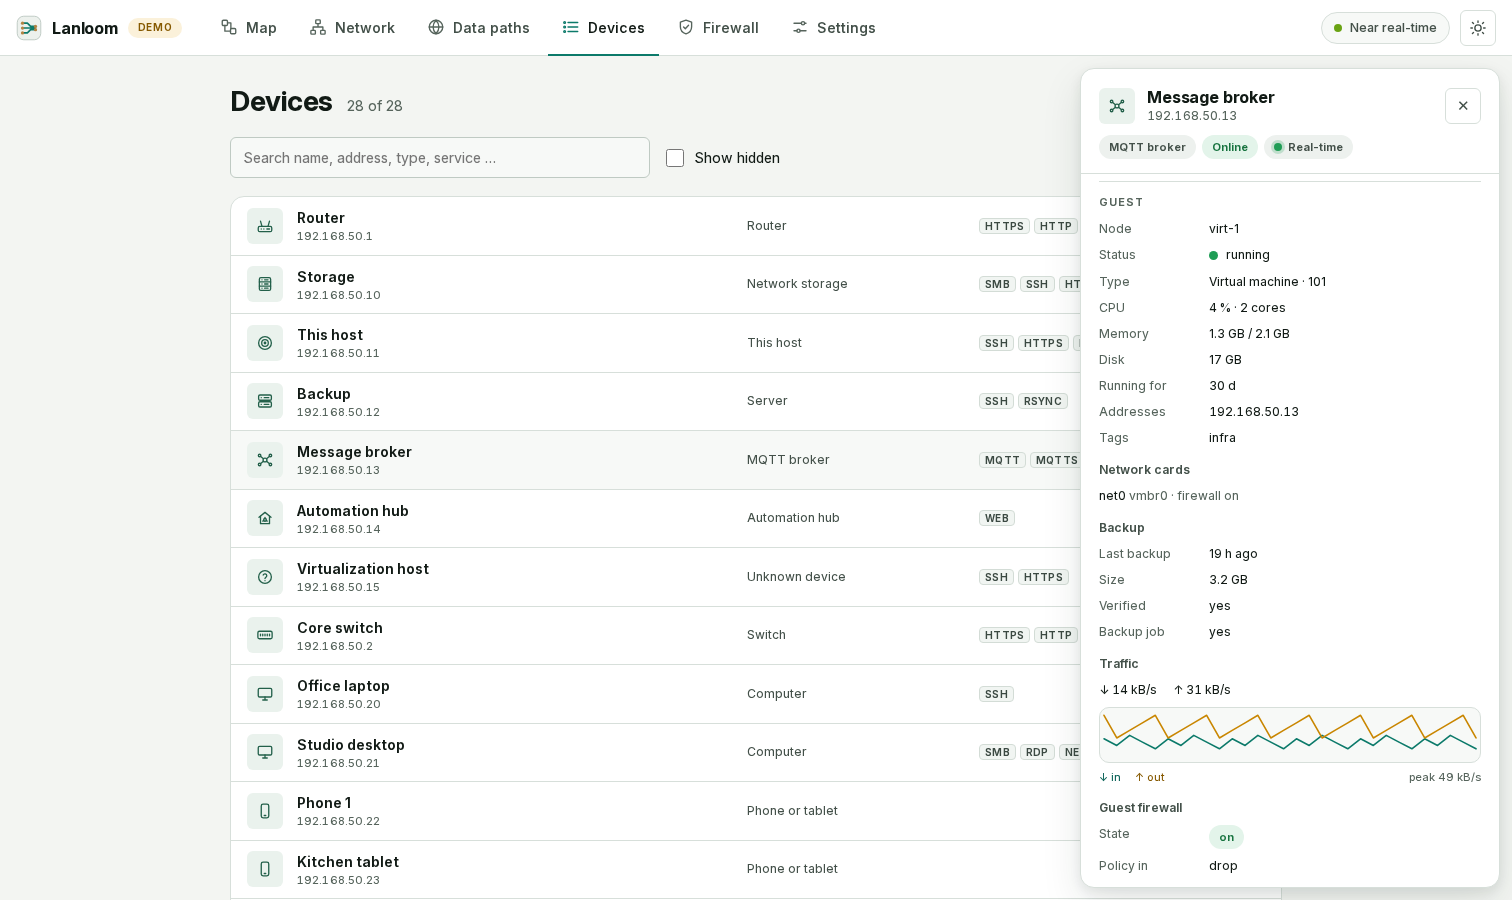 Lanloom DEMO Map Network Data paths Devices Firewall Settings Near real-time
Devices 28 of 28
Search name, address, type, service ... Show hidden
Router
192.168.50.1
Router
HTTPS HTTP
Storage
192.168.50.10
Network storage
SMB SSH
This host
192.168.50.11
This host
SSH HTTPS
Backup
192.168.50.12
Server
SSH RSYNC
Message broker
192.168.50.13
MQTT broker
MQTT MQTTS
Automation hub
192.168.50.14
Automation hub
WEB
Virtualization host
192.168.50.15
Unknown device
SSH HTTPS
Core switch
192.168.50.2
Switch
HTTPS HTTP
Office laptop
192.168.50.20
Computer
SSH
Studio desktop
192.168.50.21
Computer
SMB RDP
Phone 1
192.168.50.22
Phone or tablet
Kitchen tablet
192.168.50.23
Phone or tablet
Message broker
192.168.50.13
MQTT broker Online Real-time
GUEST
Node virt-1
Status running
Type Virtual machine · 101
CPU 4 % · 2 cores
Memory 1.3 GB / 2.1 GB
Disk 17 GB
Running for 30 d
Addresses 192.168.50.13
Tags infra
Network cards
net0 vmbr0 · firewall on
Backup
Last backup 19 h ago
Size 3.2 GB
Verified yes
Backup job yes
Traffic
↓ 14 kB/s ↑ 31 kB/s
↓ in ↑ out peak 49 kB/s
Guest firewall
State on
Policy in drop